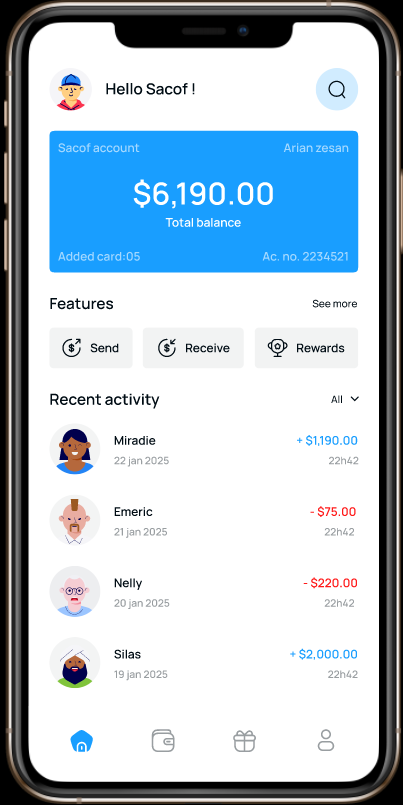 Hello Sacof !
Sacof account Arian zesan
$6,190.00
Total balance
Added card:05 Ac. no. 2234521
Features See more
$ Send $ Receive Rewards
Recent activity All
Miradie + $1,190.00
22 jan 2025 22h42
Emeric - $75.00
21 jan 2025 22h42
Nelly - $220.00
20 jan 2025 22h42
Silas + $2,000.00
19 jan 2025 22h42